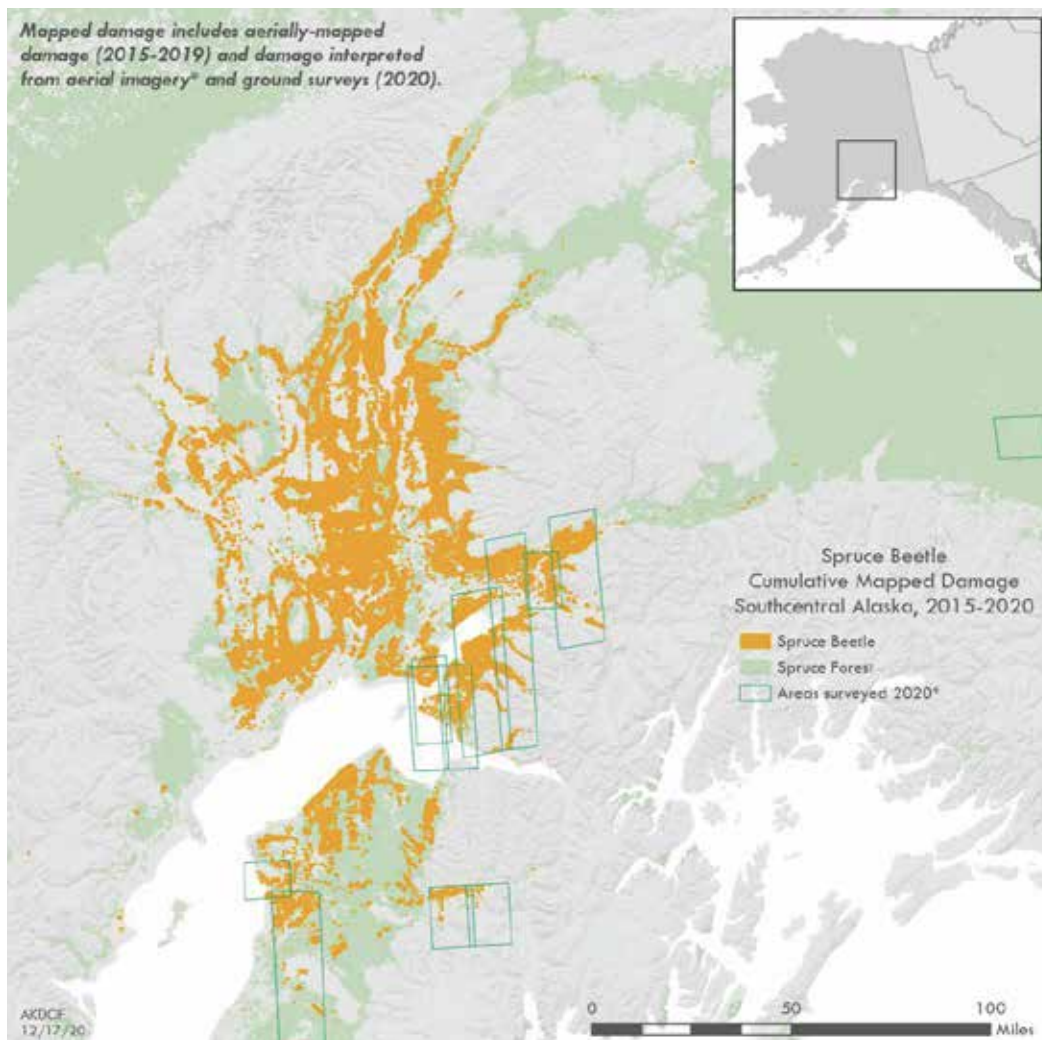 Mapped damage includes aerially-mapped
damage (2015-2019) and damage interpreted
from aerial imagery* and ground surveys (2020).
Spruce Beetle
Cumulative Mapped Damage
Southcentral Alaska, 2015-2020
Spruce Beetle
Spruce Forest
Areas surveyed 2020*
AKDCIF
12/17/20
0 50 100
Miles